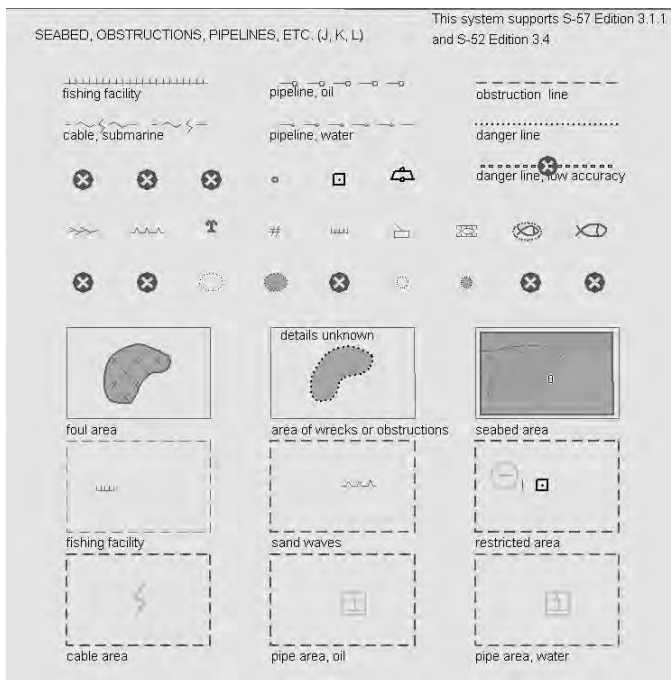 This system supports S-57 Edition 3.1.1
and S-52 Edition 3.4
SEABED, OBSTRUCTIONS, PIPELINES, ETC. (J, K, L)
fishing facility
pipeline, oil
obstruction line
cable, submarine
pipeline, water
danger line
danger line, low accuracy
details unknown
foul area
area of wrecks or obstructions
seabed area
fishing facility
sand waves
restricted area
cable area
pipe area, oil
pipe area, water